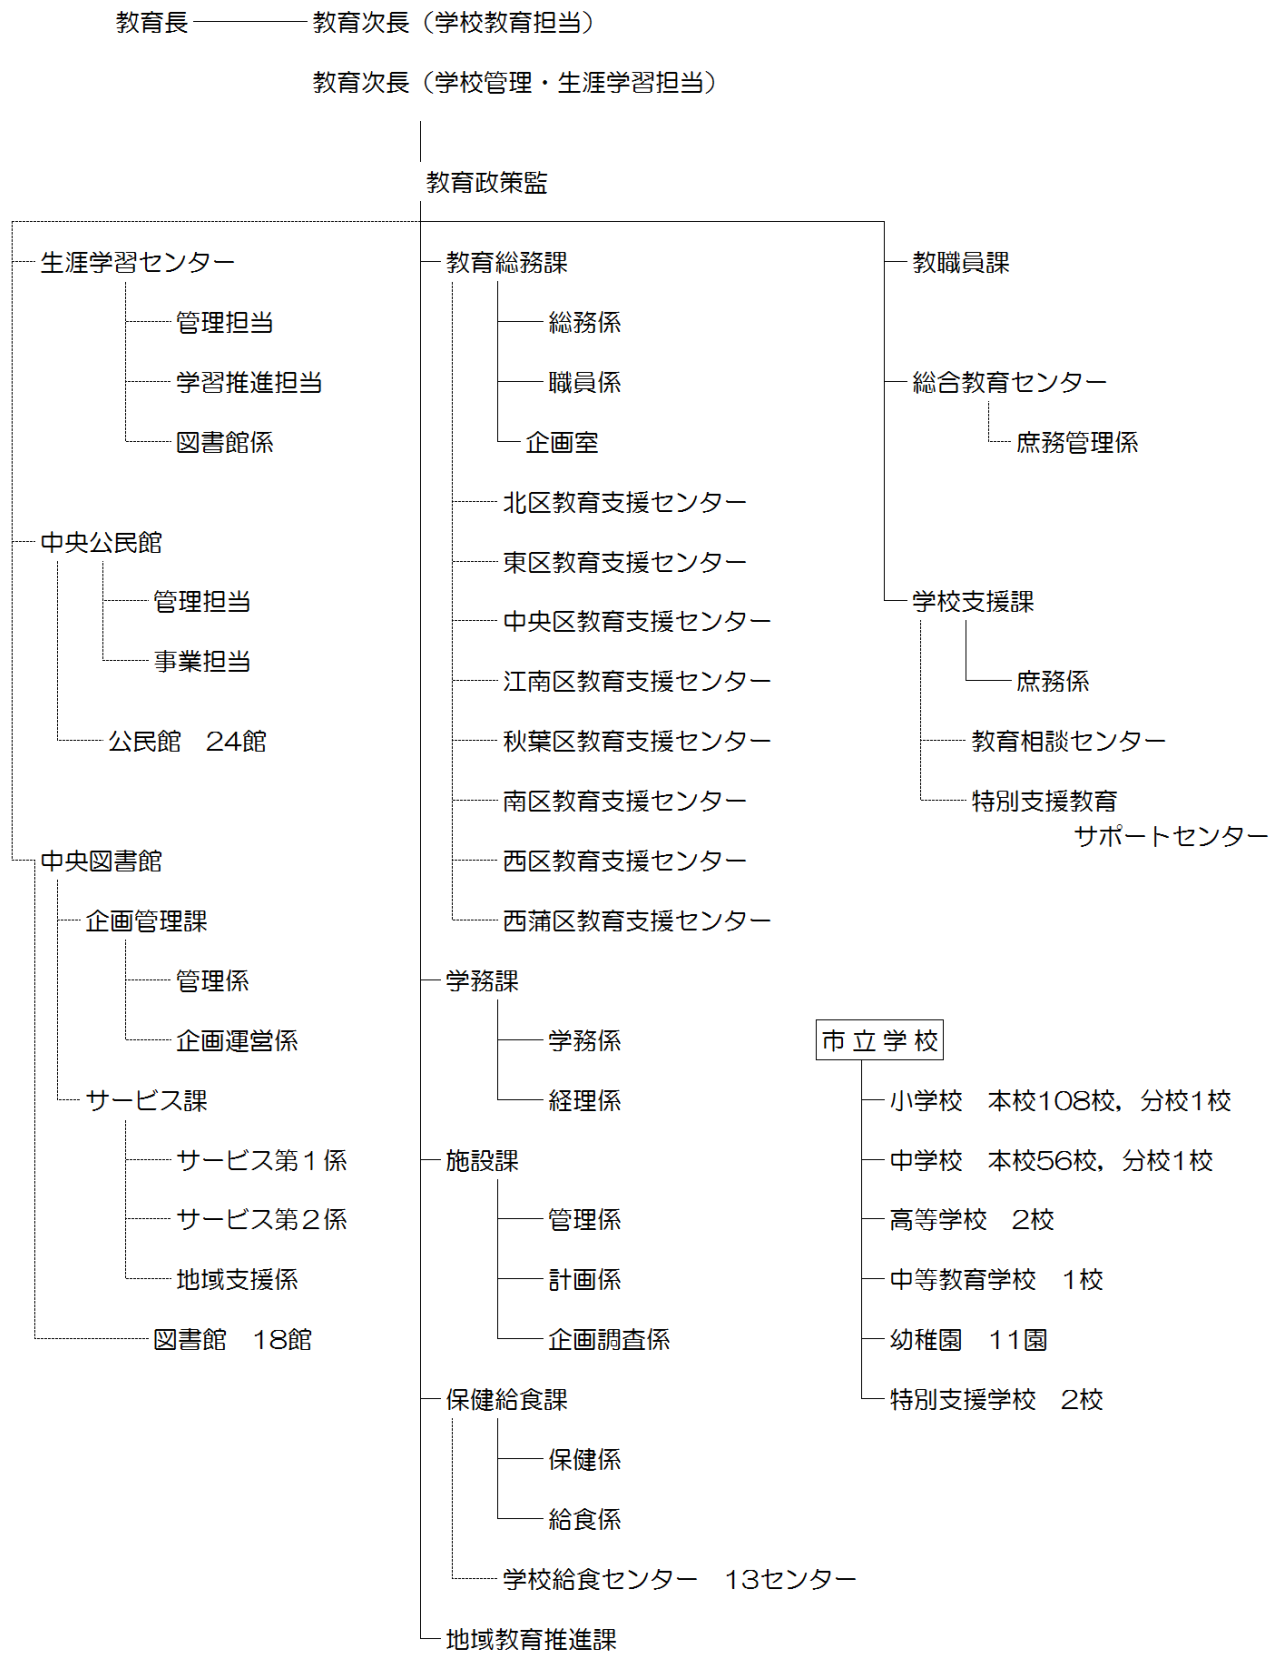 教育長
教育次長（学校教育担当）
教育次長（学校管理・生涯学習担当）
教育政策監
生涯学習センター
管理担当
学習推進担当
図書館係
中央公民館
管理担当
事業担当
公民館　24館
中央図書館
企画管理課
管理係
企画運営係
サービス課
サービス第１係
サービス第２係
地域支援係
図書館　18館
教育総務課
総務係
職員係
企画室
北区教育支援センター
東区教育支援センター
中央区教育支援センター
江南区教育支援センター
秋葉区教育支援センター
南区教育支援センター
西区教育支援センター
西蒲区教育支援センター
学務課
学務係
経理係
施設課
管理係
計画係
企画調査係
保健給食課
保健係
給食係
学校給食センター　13センター
地域教育推進課
教職員課
総合教育センター
庶務管理係
学校支援課
庶務係
教育相談センター
特別支援教育
サポートセンター
市立学校
小学校　本校108校，分校1校
中学校　本校56校，分校1校
高等学校　2校
中等教育学校　1校
幼稚園　11園
特別支援学校　2校